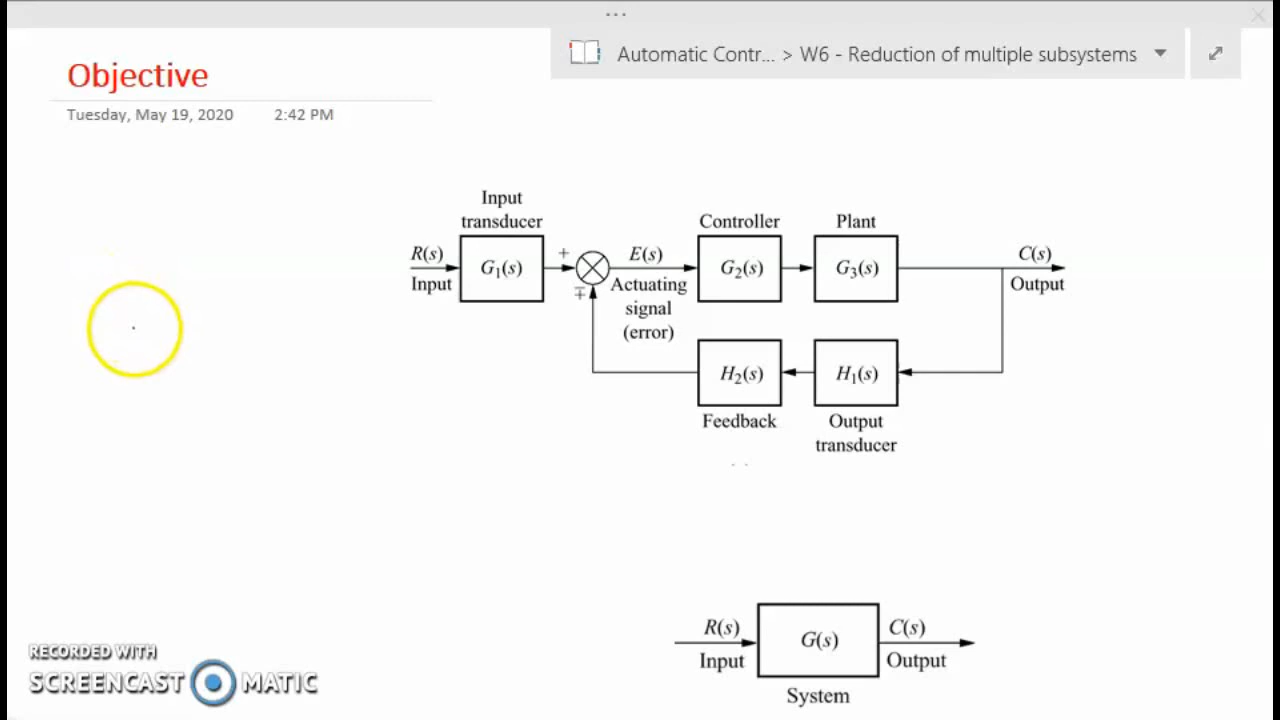 ...
Automatic Contr... > W6 - Reduction of multiple subsystems
Objective
Tuesday, May 19, 2020 2:42 PM
Input
transducer
Controller
Plant
R(s)
Input
G₁(s)
+
∓
E(s)
Actuating
signal
(error)
G₂(s)
G₃(s)
C(s)
Output
H₂(s)
H₁(s)
Feedback
Output
transducer
R(s)
Input
G(s)
C(s)
Output
System
RECORDED WITH
SCREENCAST MATIC